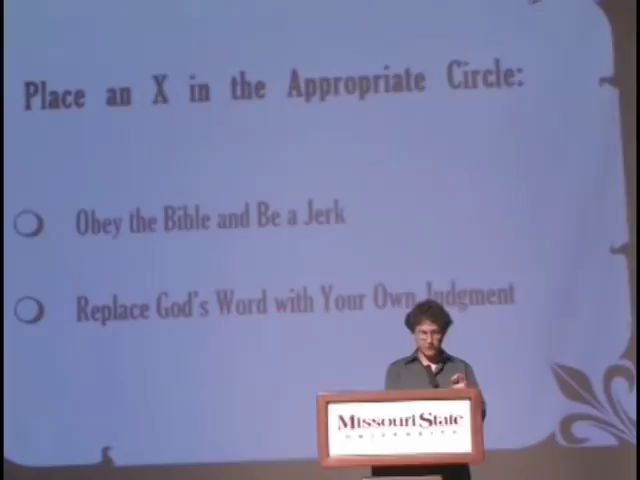 Place an X in the Appropriate Circle:
Obey the Bible and Be a Jerk
Replace God's Word with Your Own Judgment
Missouri State
UNIVERSITY